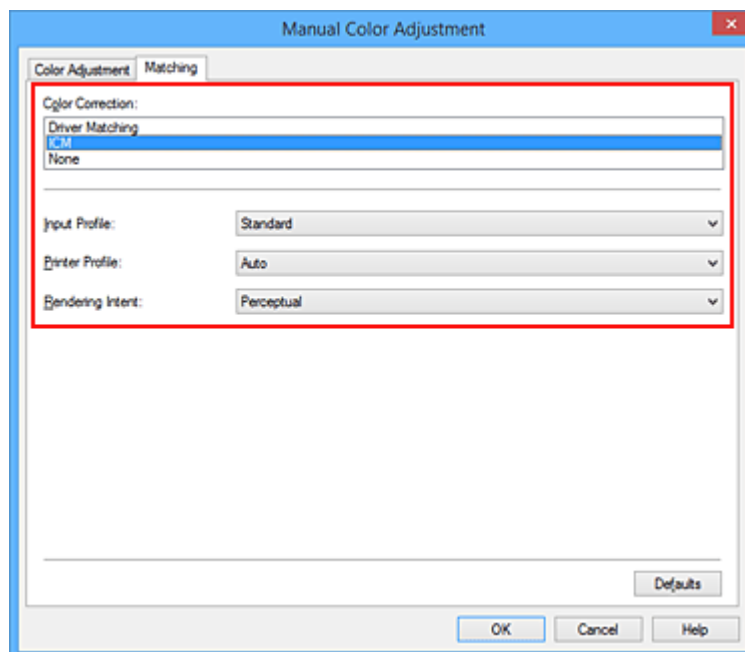 Manual Color Adjustment
Color Adjustment Matching
Color Correction:
Driver Matching
ICM
None
Input Profile: Standard
Printer Profile: Auto
Rendering Intent: Perceptual
Defaults
OK Cancel Help